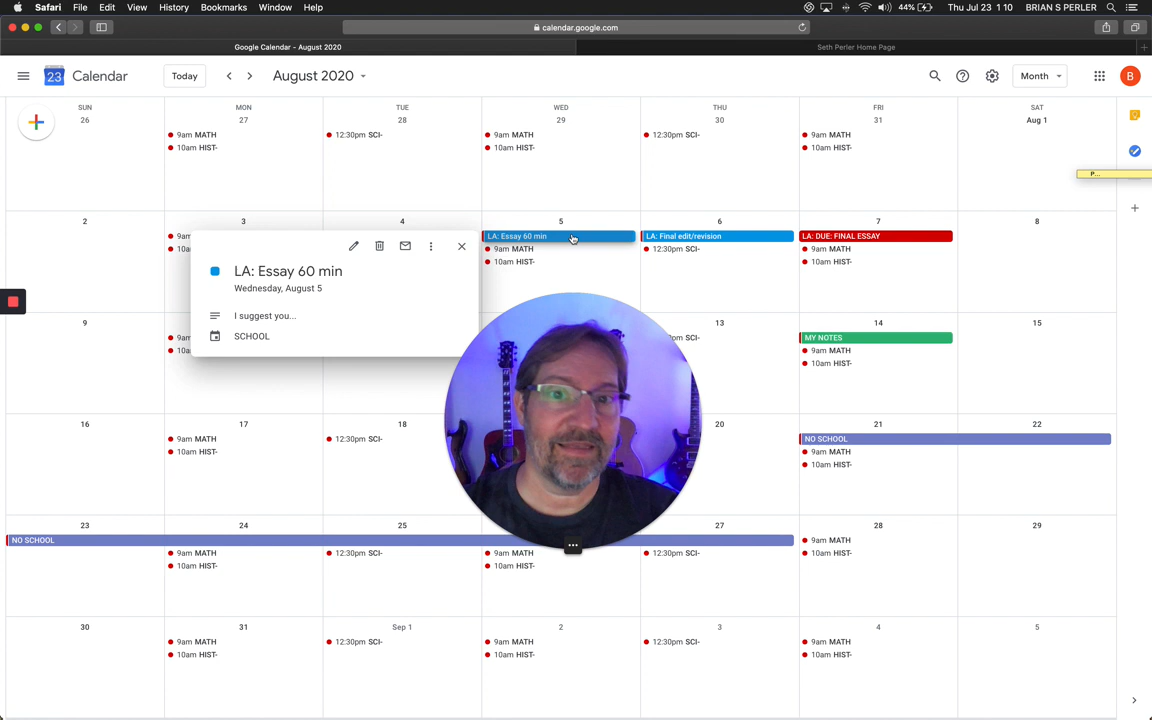 Safari File Edit View History Bookmarks Window Help 44% Thu Jul 23 1 10 BRIAN S PERLER
calendar.google.com
Google Calendar - August 2020 Seth Perler Home Page
23 Calendar Today August 2020 Month B
SUN MON TUE WED THU FRI SAT
26 27 28 29 30 31 Aug 1
9am MATH 12:30pm SCI- 9am MATH 12:30pm SCI- 9am MATH
10am HIST- 10am HIST- 10am HIST-
P...
2 3 4 5 6 7 8
9am LA: Essay 60 min LA: Final edit/revision LA: DUE: FINAL ESSAY
10a 9am MATH 12:30pm SCI- 9am MATH
10am HIST- 10am HIST-
LA: Essay 60 min
Wednesday, August 5
I suggest you...
SCHOOL
9 13 14 15
9a pm SCI- MY NOTES
10a 9am MATH
10am HIST-
16 17 18 20 21 22
9am MATH 12:30pm SCI- NO SCHOOL
10am HIST- 9am MATH
10am HIST-
23 24 25 27 28 29
NO SCHOOL 9am MATH
9am MATH 12:30pm SCI- 9am MATH 12:30pm SCI- 10am HIST-
10am HIST- 10am HIST-
30 31 Sep 1 2 3 4 5
9am MATH 12:30pm SCI- 9am MATH 12:30pm SCI- 9am MATH
10am HIST- 10am HIST- 10am HIST-